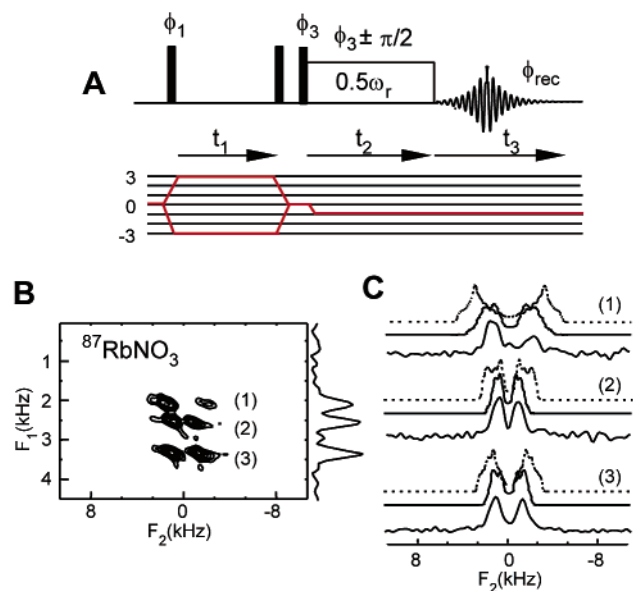 ϕ1 ϕ3 ϕ3 ± π/2
A 0.5ωr ϕrec
t1 t2 t3
3
0
-3
B C
87RbNO3
(1)
(2)
(3)
1
2
3
4
F1(kHz)
8 0 -8
F2(kHz)
(1)
(2)
(3)
8 0 -8
F2(kHz)